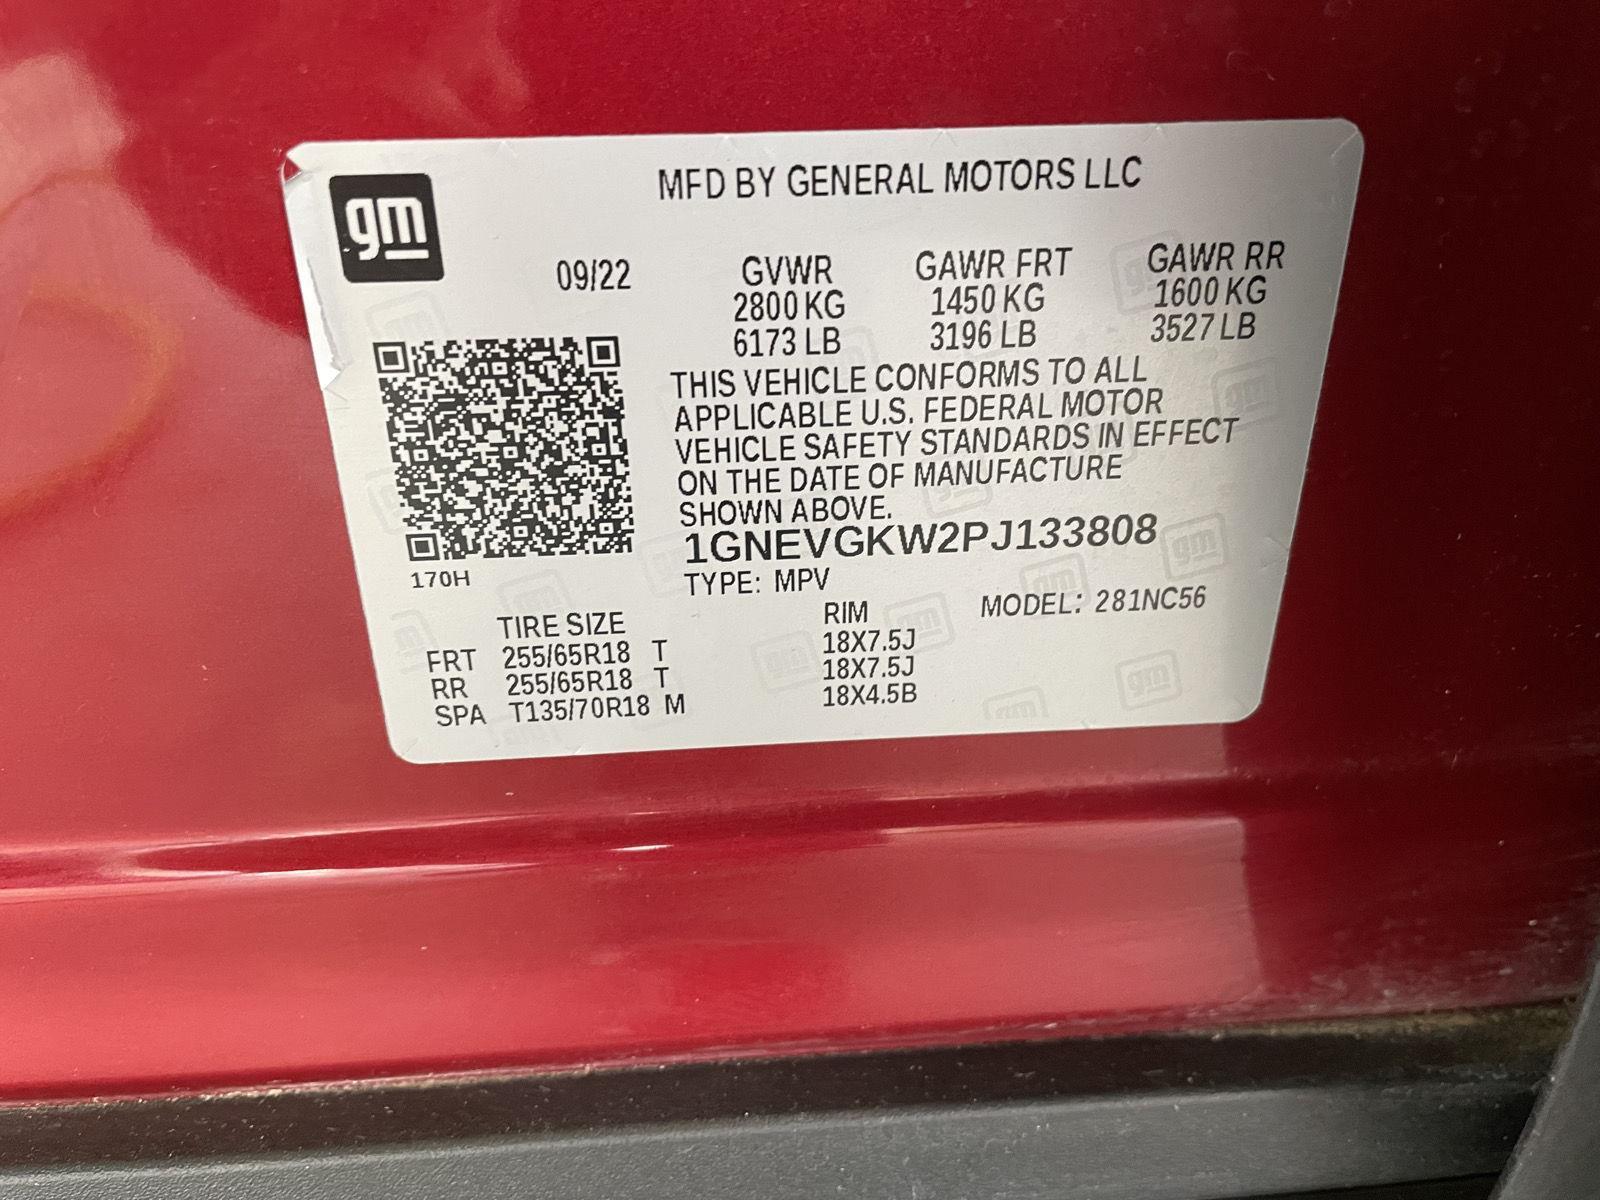 gm
MFD BY GENERAL MOTORS LLC
09/22 GVWR GAWR FRT GAWR RR
2800 KG 1450 KG 1600 KG
6173 LB 3196 LB 3527 LB
THIS VEHICLE CONFORMS TO ALL
APPLICABLE U.S. FEDERAL MOTOR
VEHICLE SAFETY STANDARDS IN EFFECT
ON THE DATE OF MANUFACTURE
SHOWN ABOVE.
1GNEVGKW2PJ133808
170H
TYPE: MPV
MODEL: 281NC56
TIRE SIZE RIM
FRT 255/65R18 T 18X7.5J
RR 255/65R18 T 18X7.5J
SPA T135/70R18 M 18X4.5B